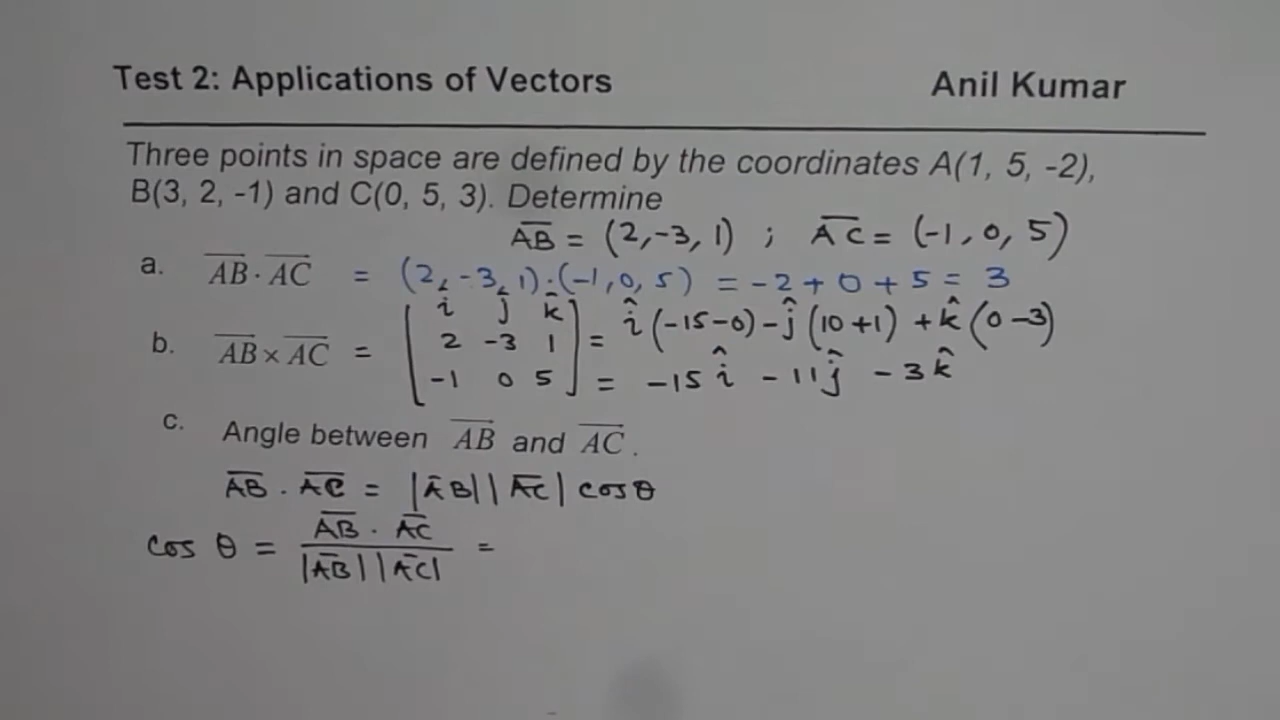 Test 2: Applications of Vectors Anil Kumar
Three points in space are defined by the coordinates A(1, 5, -2),
B(3, 2, -1) and C(0, 5, 3). Determine
AB = (2, -3, 1) ; AC = (-1, 0, 5)
a. AB · AC = (2, -3, 1) · (-1, 0, 5) = -2 + 0 + 5 = 3
i j k
b. AB × AC = 2 -3 1 = î (-15-0) - ĵ (10+1) + k̂ (0-3)
-1 0 5 = -15 î - 11 ĵ - 3 k̂
c. Angle between AB and AC.
AB · AC = |AB| |AC| cos θ
cos θ = AB · AC / |AB| |AC| =